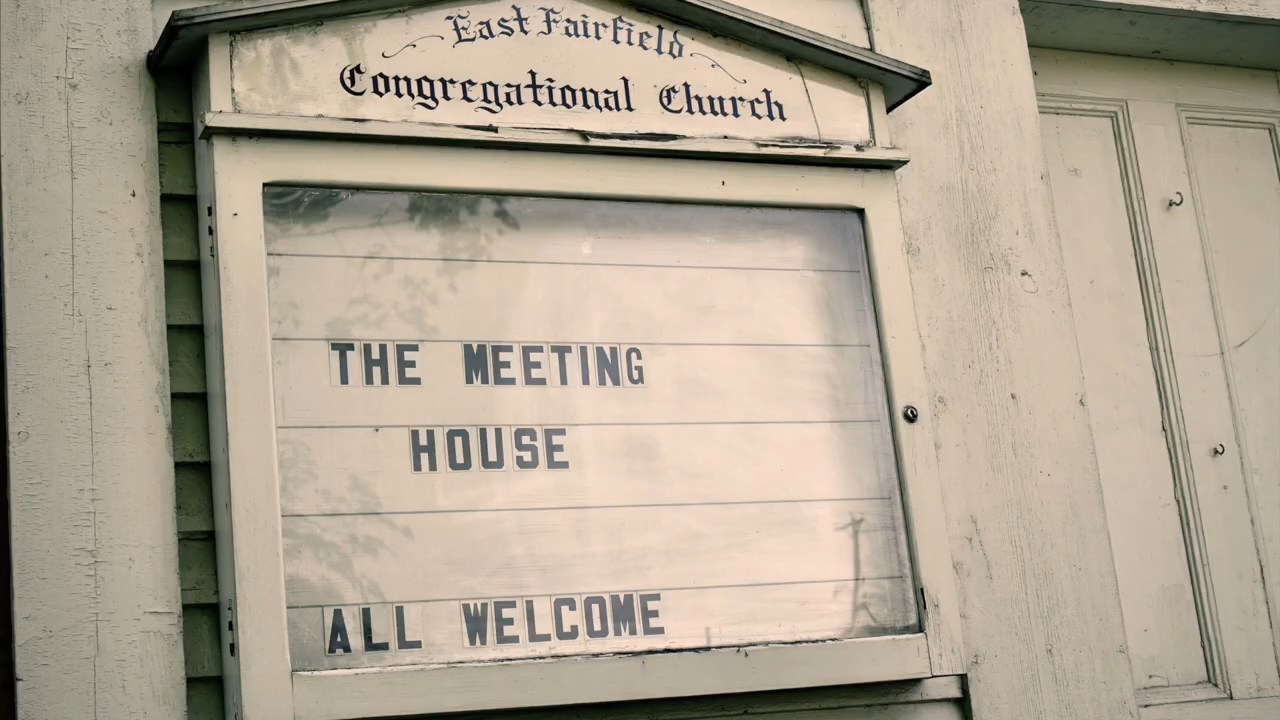 East Fairfield
Congregational Church
THE MEETING
HOUSE
ALL WELCOME